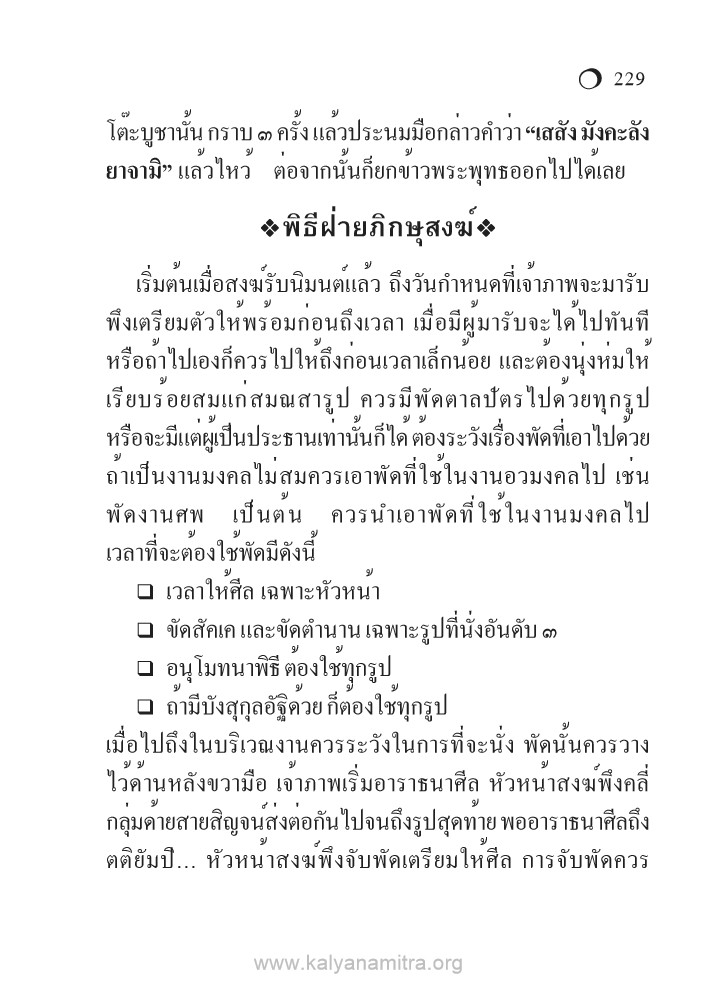 229
โต๊ะบูชานั้น กราบ ๓ ครั้ง แล้วประนมมือกล่าวคำว่า “เสสัง มังคะลัง
ยาจามิ” แล้วไหว้ ต่อจากนั้นก็ยกข้าวพระพุทธออกไปได้เลย
❖พิธีฝ่ายภิกษุสงฆ์❖
เริ่มต้นเมื่อสงฆ์รับนิมนต์แล้ว ถึงวันกำหนดที่เจ้าภาพจะมารับ
พึงเตรียมตัวให้พร้อมก่อนถึงเวลา เมื่อมีผู้มารับจะได้ไปทันที
หรือถ้าไปเองก็ควรไปให้ถึงก่อนเวลาเล็กน้อย และต้องนุ่งห่มให้
เรียบร้อยสมแก่สมณสารูป ควรมีพัดตาลปัตรไปด้วยทุกรูป
หรือจะมีแต่ผู้เป็นประธานเท่านั้นก็ได้ ต้องระวังเรื่องพัดที่เอาไปด้วย
ถ้าเป็นงานมงคลไม่สมควรเอาพัดที่ใช้ในงานอวมงคลไป เช่น
พัดงานศพ เป็นต้น ควรนำเอาพัดที่ใช้ในงานมงคลไป
เวลาที่จะต้องใช้พัดมีดังนี้
❑ เวลาให้ศีล เฉพาะหัวหน้า
❑ ขัดสัคเค และขัดตำนาน เฉพาะรูปที่นั่งอันดับ ๓
❑ อนุโมทนาพิธี ต้องใช้ทุกรูป
❑ ถ้ามีบังสุกุลอัฐิด้วย ก็ต้องใช้ทุกรูป
เมื่อไปถึงในบริเวณงานควรระวังในการที่จะนั่ง พัดนั้นควรวาง
ไว้ด้านหลังขวามือ เจ้าภาพเริ่มอาราธนาศีล หัวหน้าสงฆ์พึงคลี่
กลุ่มด้ายสายสิญจน์ส่งต่อกันไปจนถึงรูปสุดท้าย พออาราธนาศีลถึง
ตติยัมปี... หัวหน้าสงฆ์พึงจับพัดเตรียมให้ศีล การจับพัดควร
www.kalyanamitra.org